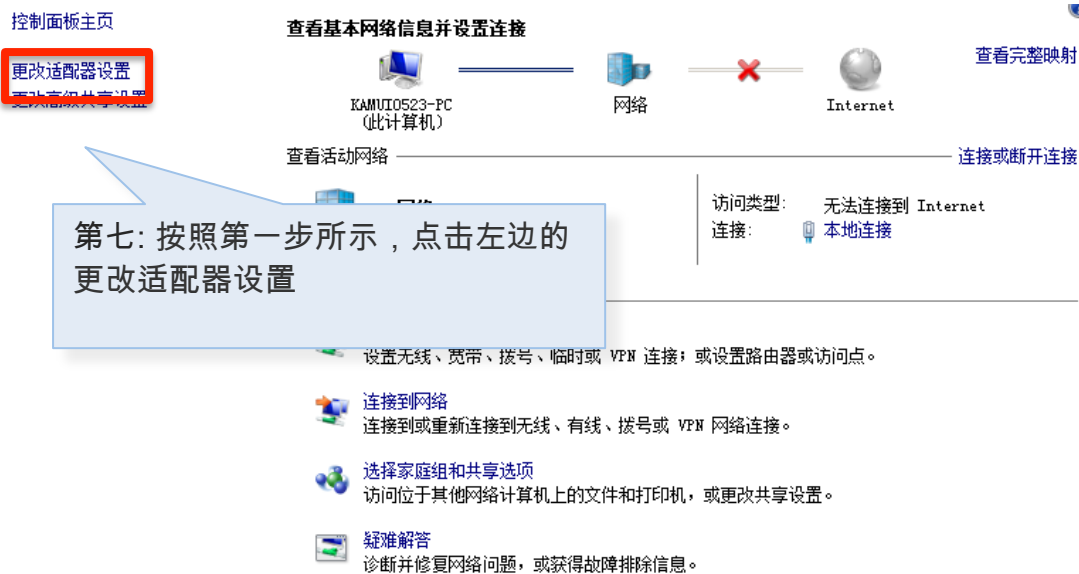 控制面板主页
更改适配器设置
更改高级共享设置
查看基本网络信息并设置连接
查看完整映射
KAMUI0523-PC
(此计算机)
网络
Internet
查看活动网络
连接或断开连接
网络
访问类型:
无法连接到 Internet
连接:
本地连接
第七: 按照第一步所示，点击左边的
更改适配器设置
设置无线、宽带、拨号、临时或 VPN 连接；或设置路由器或访问点。
连接到网络
连接到或重新连接到无线、有线、拨号或 VPN 网络连接。
选择家庭组和共享选项
访问位于其他网络计算机上的文件和打印机，或更改共享设置。
疑难解答
诊断并修复网络问题，或获得故障排除信息。